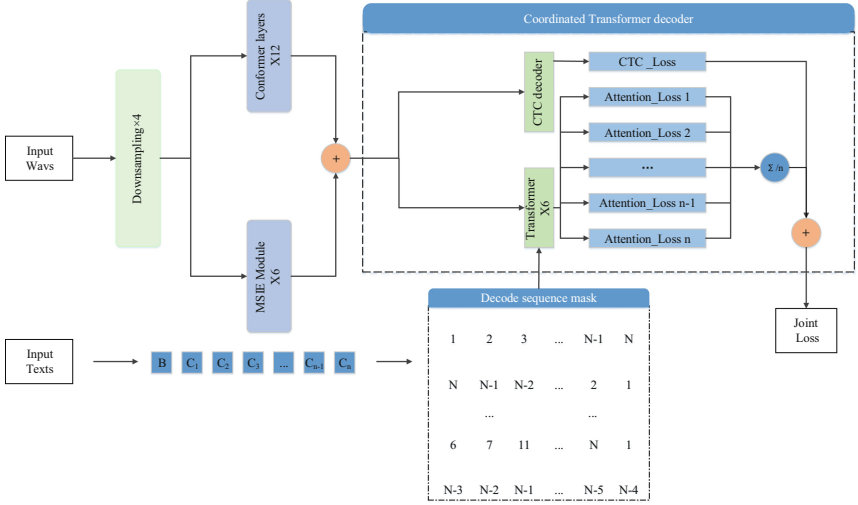 Coordinated Transformer decoder
Conformer layers
X12
CTC decoder
CTC _Loss
Attention_Loss 1
Attention_Loss 2
...
Attention_Loss n-1
Attention_Loss n
Σ/n
+
Input
Wavs
Downsampling×4
+
Transformer
X6
MSIE Module
X6
Joint
Loss
Decode sequence mask
Input
Texts
B C₁ C₂ C₃ ... Cₙ₋₁ Cₙ
1 2 3 ... N-1 N
N N-1 N-2 ... 2 1
... ...
6 7 11 ... N 1
N-3 N-2 N-1 ... N-5 N-4